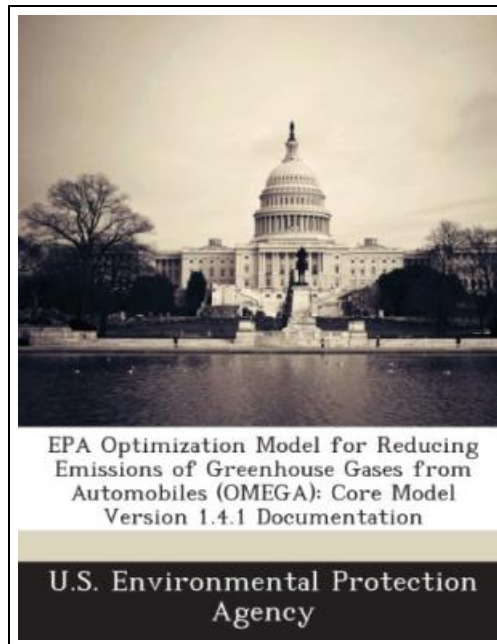 EPA Optimization Model for Reducing
Emissions of Greenhouse Gases from
Automobiles (OMEGA): Core Model
Version 1.4.1 Documentation
U.S. Environmental Protection
Agency